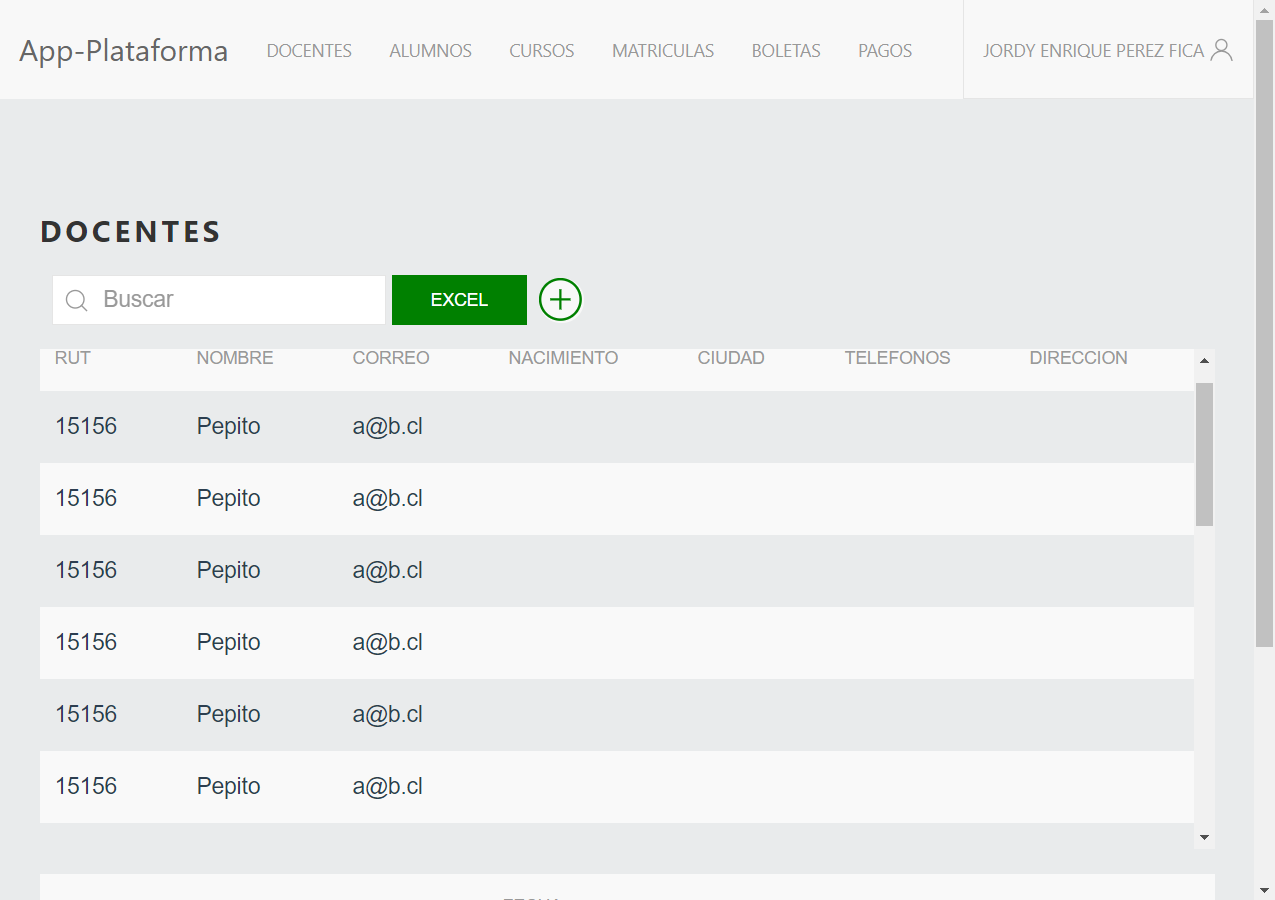 App-Plataforma DOCENTES ALUMNOS CURSOS MATRICULAS BOLETAS PAGOS JORDY ENRIQUE PEREZ FICA
DOCENTES
Buscar EXCEL
RUT NOMBRE CORREO NACIMIENTO CIUDAD TELEFONOS DIRECCION
15156 Pepito a@b.cl
15156 Pepito a@b.cl
15156 Pepito a@b.cl
15156 Pepito a@b.cl
15156 Pepito a@b.cl
15156 Pepito a@b.cl